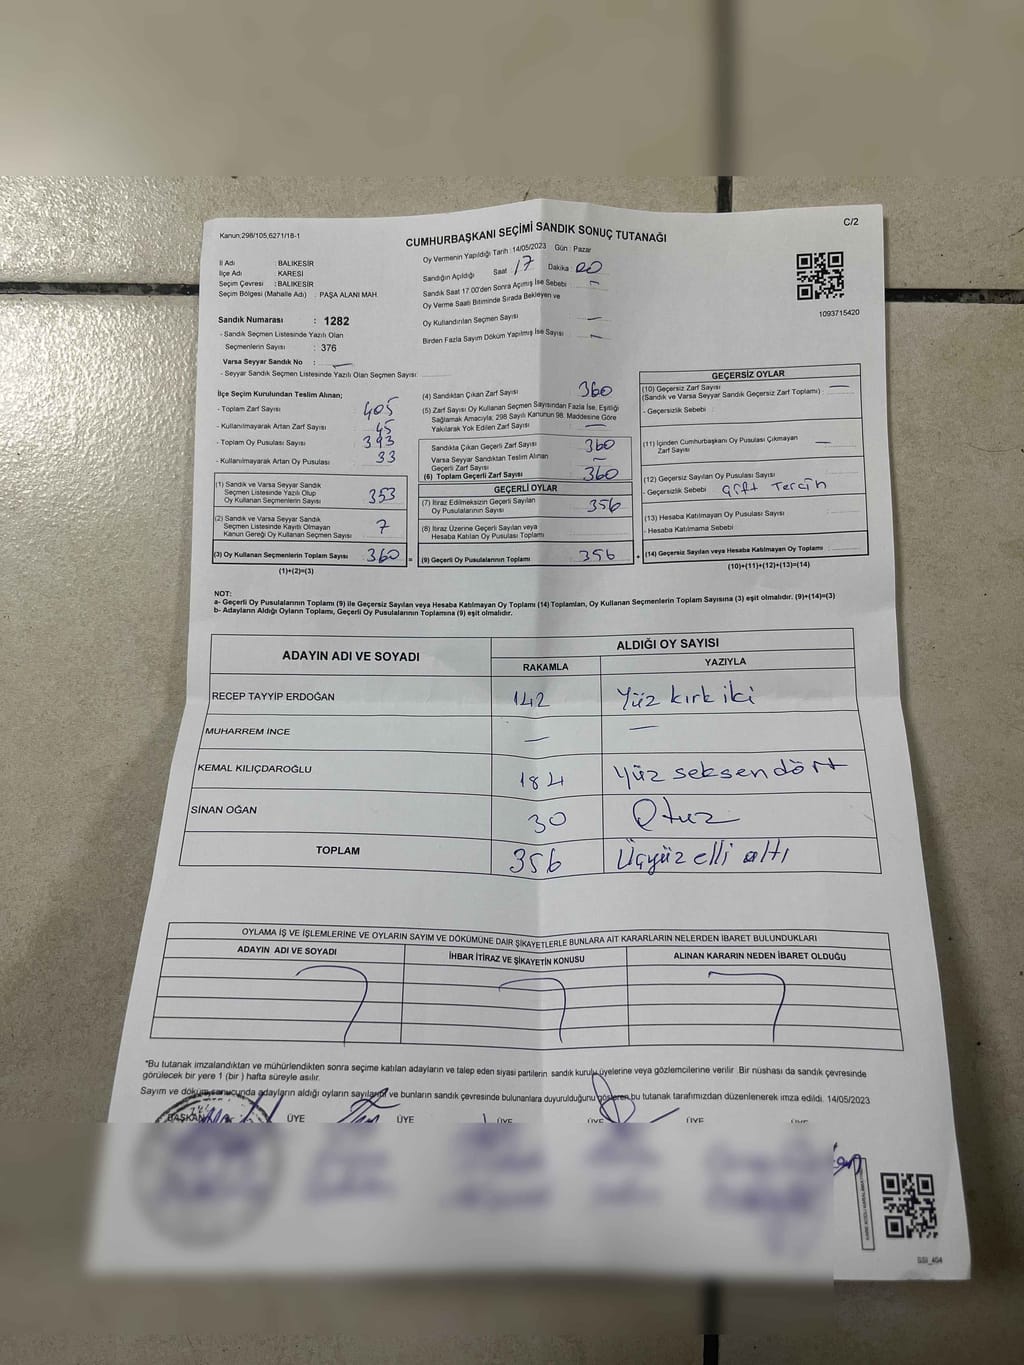 Kanun;298/105,6271/18-1
C/2
CUMHURBAŞKANI SEÇİMİ SANDIK SONUÇ TUTANAĞI
İl Adı : BALIKESİR
İlçe Adı : KARESİ
Seçim Çevresi : BALIKESİR
Seçim Bölgesi (Mahalle Adı) : PAŞA ALANI MAH.
Oy Vermenin Yapıldığı Tarih : 14/05/2023 Gün : Pazar
Sandığın Açıldığı Saat 17 Dakika : 00
Sandık Saat 17.00'den Sonra Açımış İse Sebebi : –
Oy Verme Saati Bitiminde Sırada Bekleyen ve
Oy Kullandırılan Seçmen Sayısı : —
Birden Fazla Sayım Döküm Yapılmış İse Sayısı : –
1093715420
Sandık Numarası : 1282
- Sandık Seçmen Listesinde Yazılı Olan
Seçmenlerin Sayısı : 376
Varsa Seyyar Sandık No : —
- Seyyar Sandık Seçmen Listesinde Yazılı Olan Seçmen Sayısı:
İlçe Seçim Kurulundan Teslim Alınan;
- Toplam Zarf Sayısı 405
- Kullanılmayarak Artan Zarf Sayısı 45
- Toplam Oy Pusulası Sayısı 393
- Kullanılmayarak Artan Oy Pusulası 33
(1) Sandık ve Varsa Seyyar Sandık
Seçmen Listesinde Yazılı Olup
Oy Kullanan Seçmenlerin Sayısı 353
(2) Sandık ve Varsa Seyyar Sandık
Seçmen Listesinde Kayıtlı Olmayan
Kanun Gereği Oy Kullanan Seçmen Sayısı 7
(3) Oy Kullanan Seçmenlerin Toplam Sayısı 360 =
(1)+(2)=(3)
(4) Sandıktan Çıkan Zarf Sayısı 360
(5) Zarf Sayısı Oy Kullanan Seçmen Sayısından Fazla İse, Eşitliği
Sağlamak Amacıyla; 298 Sayılı Kanunun 98. Maddesine Göre
Yakılarak Yok Edilen Zarf Sayısı —
Sandıkta Çıkan Geçerli Zarf Sayısı 360
Varsa Seyyar Sandıktan Teslim Alınan
Geçerli Zarf Sayısı –
(6) Toplam Geçerli Zarf Sayısı 360
GEÇERLİ OYLAR
(7) İtiraz Edilmeksizin Geçerli Sayılan
Oy Pusulalarının Sayısı 356
(8) İtiraz Üzerine Geçerli Sayılan veya
Hesaba Katılan Oy Pusulası Toplamı
(9) Geçerli Oy Pusulalarının Toplamı 356 +
GEÇERSİZ OYLAR
(10) Geçersiz Zarf Sayısı —
(Sandık ve Varsa Seyyar Sandık Geçersiz Zarf Toplamı) :
- Geçersizlik Sebebi :
(11) İçinden Cumhurbaşkanı Oy Pusulası Çıkmayan
Zarf Sayısı —
(12) Geçersiz Sayılan Oy Pusulası Sayısı
- Geçersizlik Sebebi Çift Tercih
(13) Hesaba Katılmayan Oy Pusulası Sayısı
- Hesaba Katılmama Sebebi
(14) Geçersiz Sayılan veya Hesaba Katılmayan Oy Toplamı :
(10)+(11)+(12)+(13)=(14)
NOT:
a- Geçerli Oy Pusulalarının Toplamı (9) ile Geçersiz Sayılan veya Hesaba Katılmayan Oy Toplamı (14) Toplamları, Oy Kullanan Seçmenlerin Toplam Sayısına (3) eşit olmalıdır. (9)+(14)=(3)
b- Adayların Aldığı Oyların Toplamı, Geçerli Oy Pusulalarının Toplamına (9) eşit olmalıdır.
ADAYIN ADI VE SOYADI ALDIĞI OY SAYISI
RAKAMLA YAZIYLA
RECEP TAYYİP ERDOĞAN 142 Yüz kırk iki
MUHARREM İNCE — —
KEMAL KILIÇDAROĞLU 184 Yüz seksen dört
SİNAN OĞAN 30 Otuz
TOPLAM 356 Üçyüz elli altı
OYLAMA İŞ VE İŞLEMLERİNE VE OYLARIN SAYIM VE DÖKÜMÜNE DAİR ŞİKAYETLERLE BUNLARA AİT KARARLARIN NELERDEN İBARET BULUNDUKLARI
ADAYIN ADI VE SOYADI İHBAR İTİRAZ VE ŞİKAYETİN KONUSU ALINAN KARARIN NEDEN İBARET OLDUĞU
*Bu tutanak imzalandıktan ve mühürlendikten sonra seçime katılan adayların ve talep eden siyasi partilerin sandık kurulu üyelerine veya gözlemcilerine verilir. Bir nüshası da sandık çevresinde
görülecek bir yere 1 (bir ) hafta süreyle asılır.
Sayım ve döküm sonucunda adayların aldığı oyların sayılarını ve bunların sandık çevresinde bulunanlara duyurulduğunu gösteren bu tutanak tarafımızdan düzenlenerek imza edildi. 14/05/2023
BAŞKAN ÜYE ÜYE ÜYE ÜYE ÜYE ÜYE